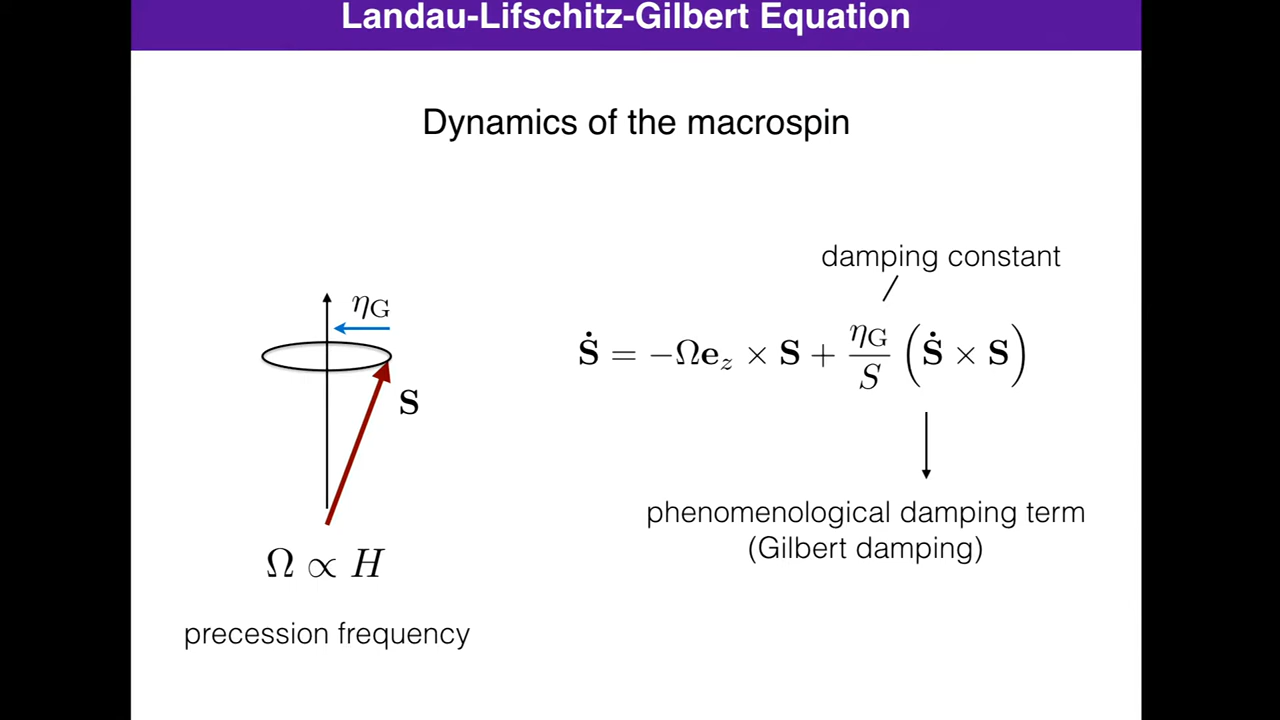 Landau-Lifschitz-Gilbert Equation
Dynamics of the macrospin
damping constant
η_G
Ṡ = −Ωe_z × S + η_G/S (Ṡ × S)
S
phenomenological damping term
(Gilbert damping)
Ω ∝ H
precession frequency